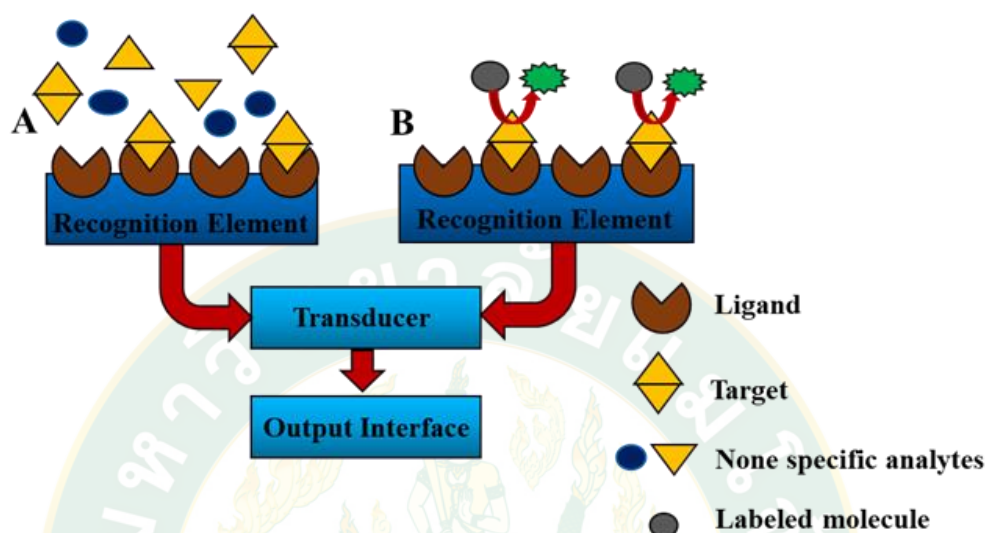 A
B
Recognition Element
Recognition Element
Transducer
Output Interface
Ligand
Target
None specific analytes
Labeled molecule